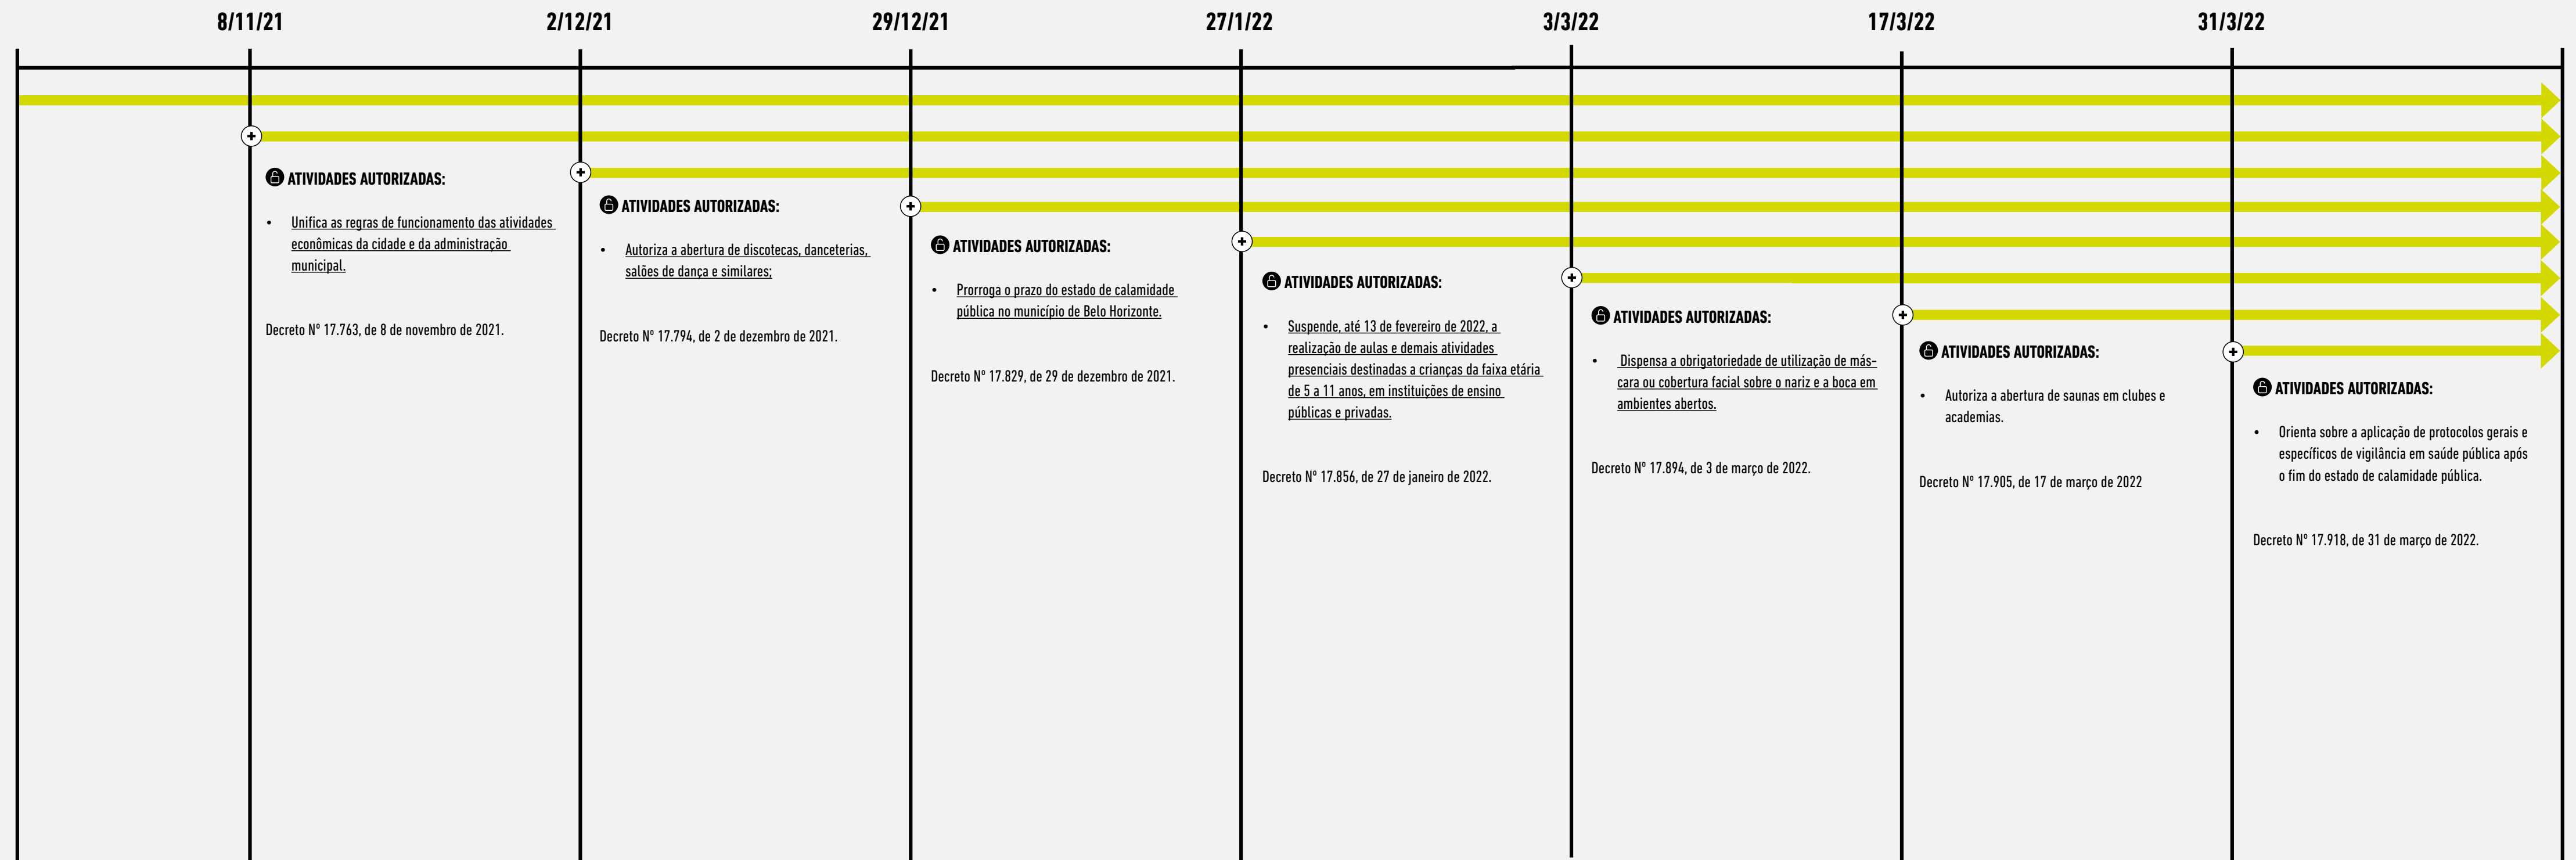 8/11/21
2/12/21
29/12/21
27/1/22
3/3/22
17/3/22
31/3/22
ATIVIDADES AUTORIZADAS:
• Unifica as regras de funcionamento das atividades
econômicas da cidade e da administração
municipal.
Decreto Nº 17.763, de 8 de novembro de 2021.
ATIVIDADES AUTORIZADAS:
• Autoriza a abertura de discotecas, danceterias,
salões de dança e similares;
Decreto Nº 17.794, de 2 de dezembro de 2021.
ATIVIDADES AUTORIZADAS:
• Prorroga o prazo do estado de calamidade
pública no município de Belo Horizonte.
Decreto Nº 17.829, de 29 de dezembro de 2021.
ATIVIDADES AUTORIZADAS:
• Suspende, até 13 de fevereiro de 2022, a
realização de aulas e demais atividades
presenciais destinadas a crianças da faixa etária
de 5 a 11 anos, em instituições de ensino
públicas e privadas.
Decreto Nº 17.856, de 27 de janeiro de 2022.
ATIVIDADES AUTORIZADAS:
• Dispensa a obrigatoriedade de utilização de más-
cara ou cobertura facial sobre o nariz e a boca em
ambientes abertos.
Decreto Nº 17.894, de 3 de março de 2022.
ATIVIDADES AUTORIZADAS:
• Autoriza a abertura de saunas em clubes e
academias.
Decreto Nº 17.905, de 17 de março de 2022
ATIVIDADES AUTORIZADAS:
• Orienta sobre a aplicação de protocolos gerais e
específicos de vigilância em saúde pública após
o fim do estado de calamidade pública.
Decreto Nº 17.918, de 31 de março de 2022.